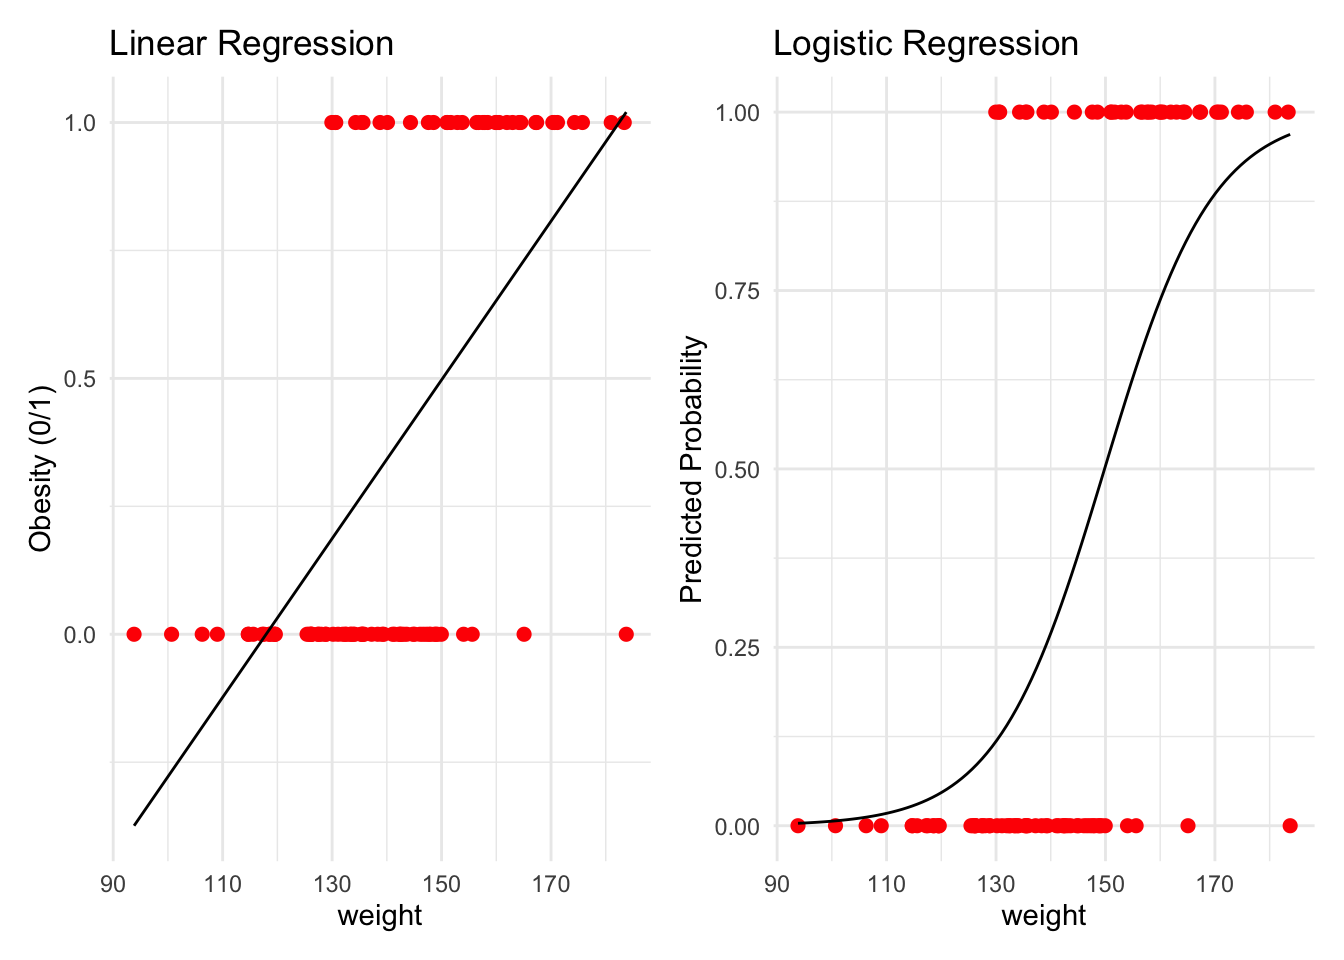 Linear Regression
Obesity (0/1)
1.0
0.5
0.0
90 110 130 150 170
weight
Logistic Regression
Predicted Probability
1.00
0.75
0.50
0.25
0.00
90 110 130 150 170
weight